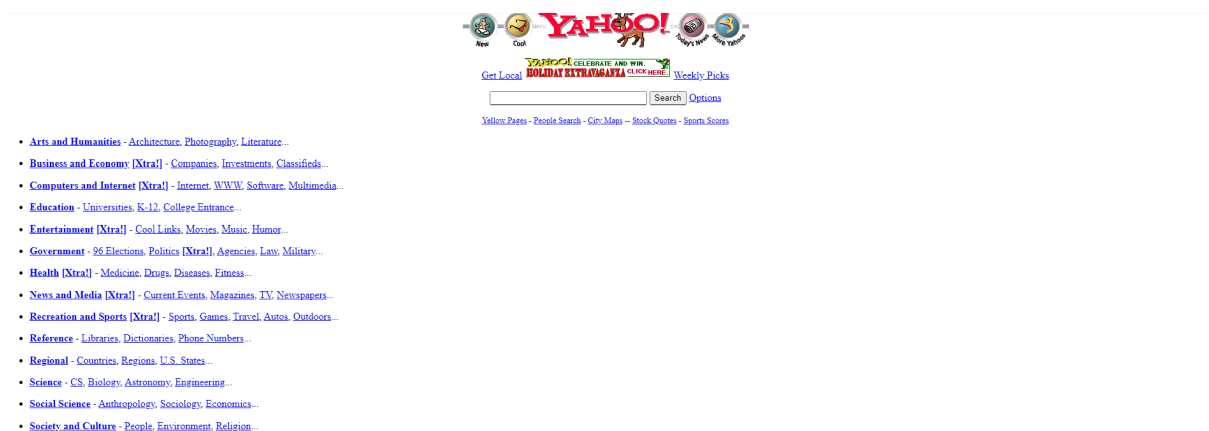 New Cool YAHOO! Today's News More Yahoos
Get Local YAHOO! CELEBRATE AND WIN. HOLIDAY EXTRAVAGANZA CLICK HERE. Weekly Picks
Search Options
Yellow Pages - People Search - City Maps -- Stock Quotes - Sports Scores
• Arts and Humanities - Architecture, Photography, Literature...
• Business and Economy [Xtra!] - Companies, Investments, Classifieds...
• Computers and Internet [Xtra!] - Internet, WWW, Software, Multimedia...
• Education - Universities, K-12, College Entrance...
• Entertainment [Xtra!] - Cool Links, Movies, Music, Humor...
• Government - 96 Elections, Politics [Xtra!], Agencies, Law, Military...
• Health [Xtra!] - Medicine, Drugs, Diseases, Fitness...
• News and Media [Xtra!] - Current Events, Magazines, TV, Newspapers...
• Recreation and Sports [Xtra!] - Sports, Games, Travel, Autos, Outdoors...
• Reference - Libraries, Dictionaries, Phone Numbers...
• Regional - Countries, Regions, U.S. States...
• Science - CS, Biology, Astronomy, Engineering...
• Social Science - Anthropology, Sociology, Economics...
• Society and Culture - People, Environment, Religion...